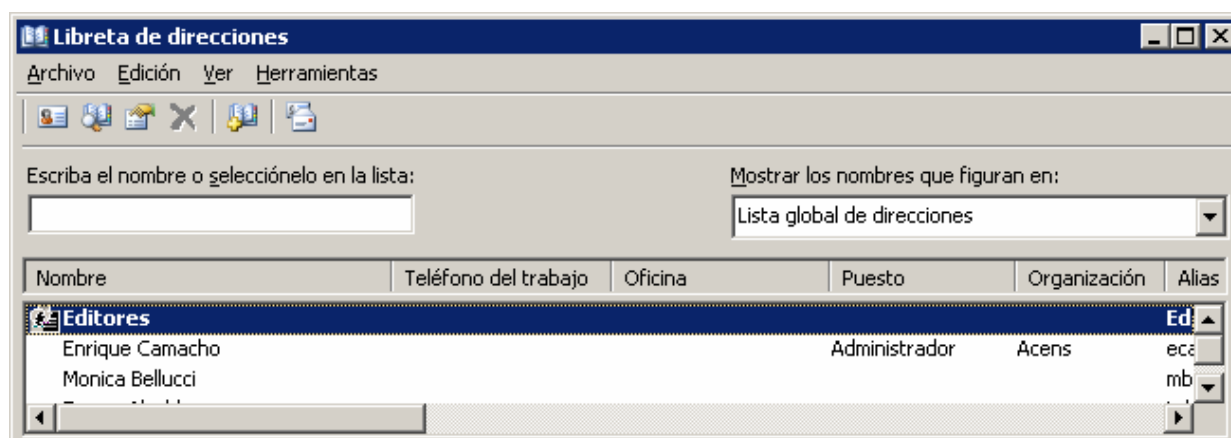 Libreta de direcciones
Archivo Edición Ver Herramientas
Escriba el nombre o selecciónelo en la lista: Mostrar los nombres que figuran en:
Lista global de direcciones
Nombre Teléfono del trabajo Oficina Puesto Organización Alias
Editores
Enrique Camacho Administrador Acens
Monica Bellucci